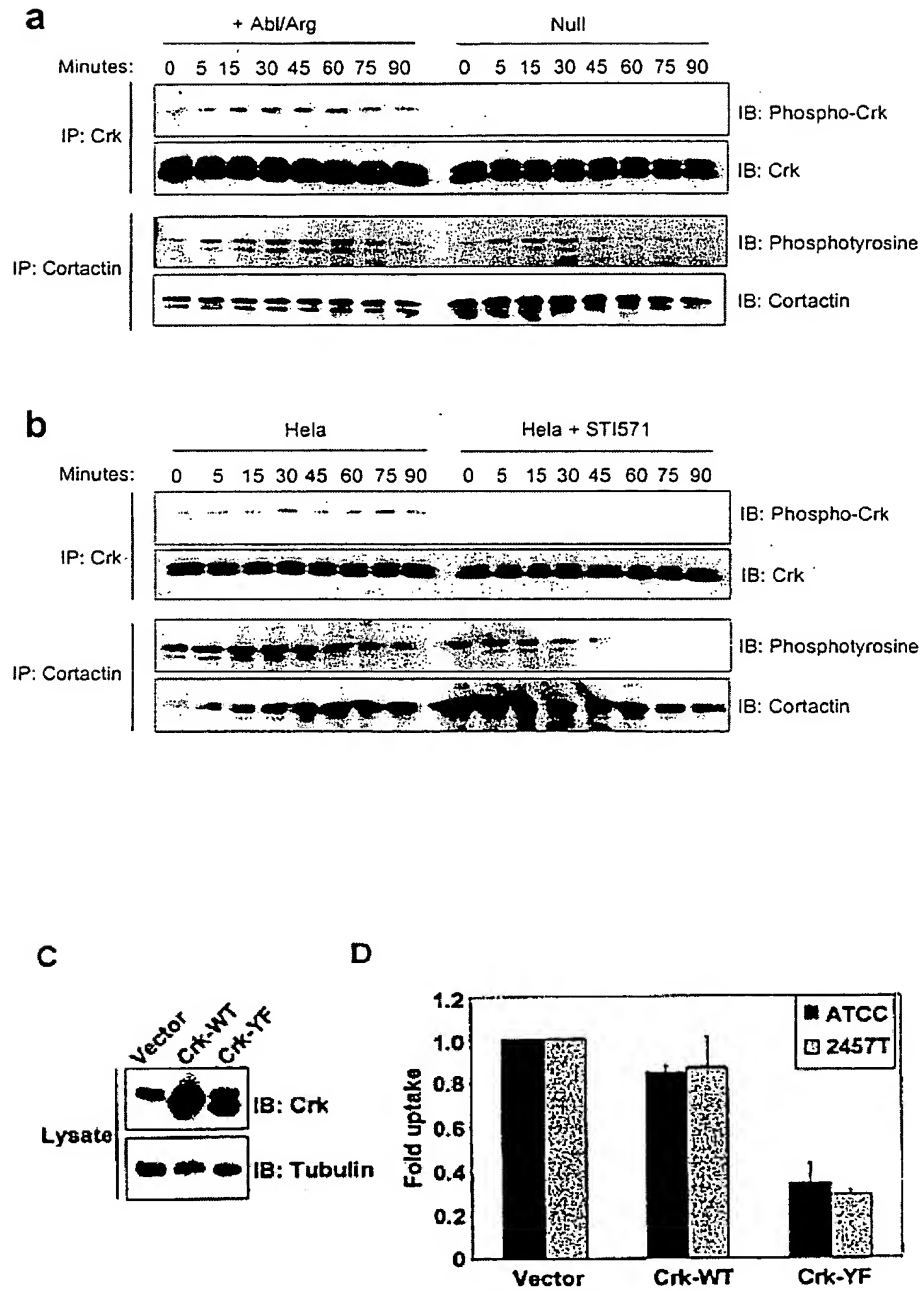 a
+ Abl/Arg Null
Minutes: 0 5 15 30 45 60 75 90 0 5 15 30 45 60 75 90
IP: Crk
IB: Phospho-Crk
IB: Crk
IP: Cortactin
IB: Phosphotyrosine
IB: Cortactin
b
Hela Hela + STI571
Minutes: 0 5 15 30 45 60 75 90 0 5 15 30 45 60 75 90
IP: Crk
IB: Phospho-Crk
IB: Crk
IP: Cortactin
IB: Phosphotyrosine
IB: Cortactin
C
Vector Crk-WT Crk-YF
Lysate
IB: Crk
IB: Tubulin
D
Fold uptake
1.2
1.0
0.8
0.6
0.4
0.2
0
ATCC
2457T
Vector Crk-WT Crk-YF